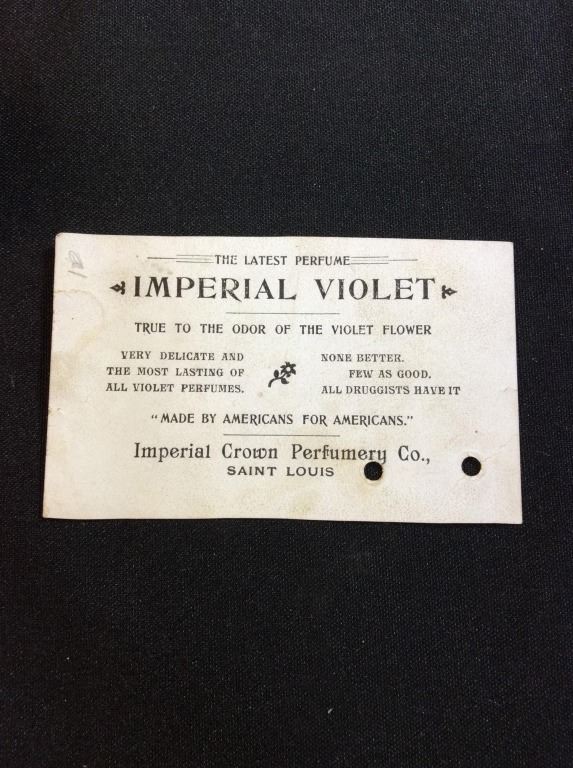 THE LATEST PERFUME
IMPERIAL VIOLET
TRUE TO THE ODOR OF THE VIOLET FLOWER
VERY DELICATE AND
THE MOST LASTING OF
ALL VIOLET PERFUMES.
NONE BETTER.
FEW AS GOOD.
ALL DRUGGISTS HAVE IT
"MADE BY AMERICANS FOR AMERICANS."
Imperial Crown Perfumery Co.,
SAINT LOUIS